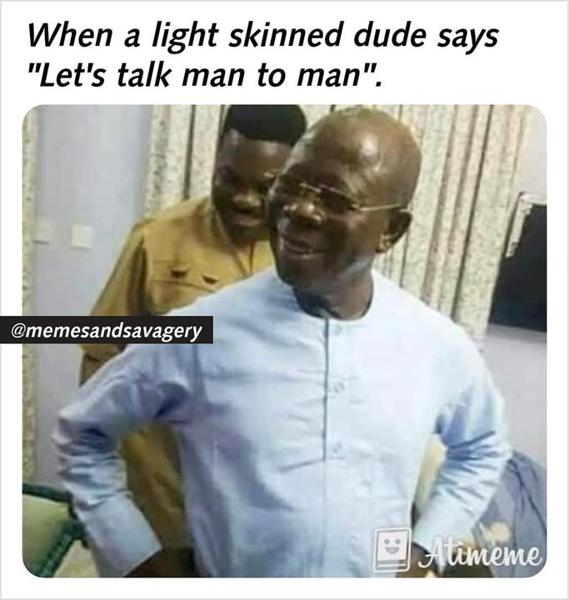 When a light skinned dude says
"Let's talk man to man".
@memesandsavagery
Atimeme